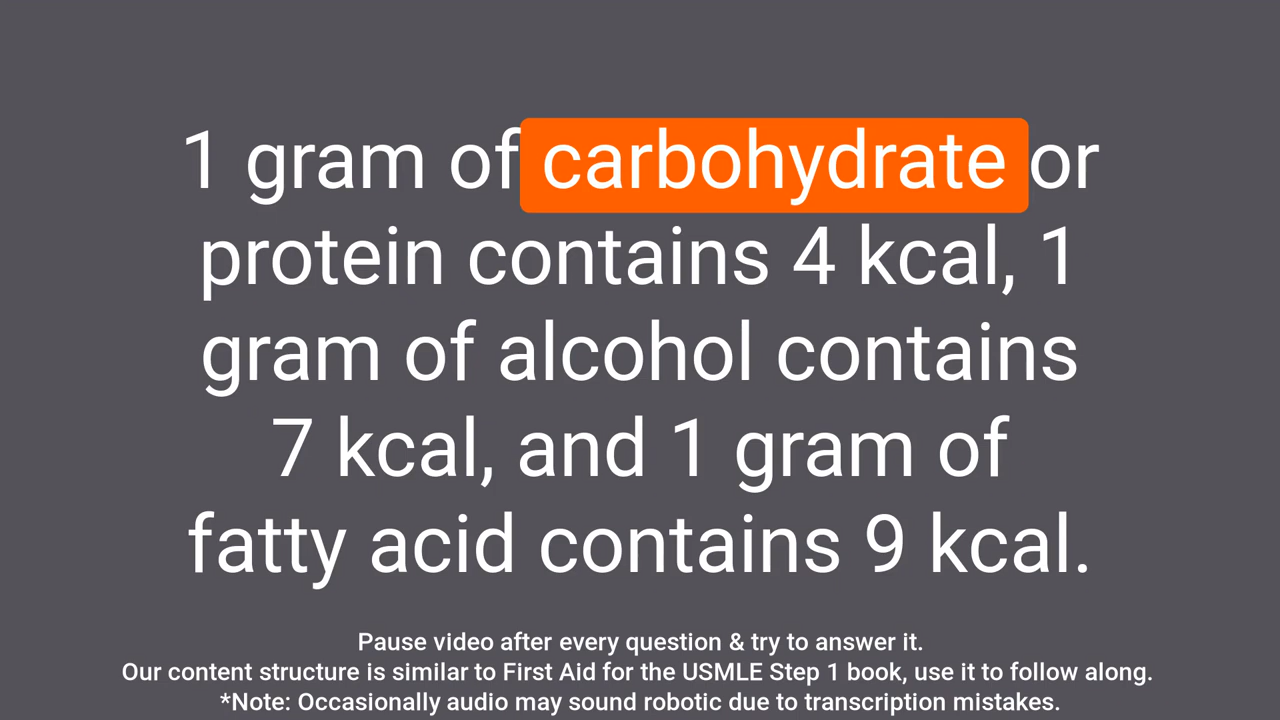 1 gram of carbohydrate or
protein contains 4 kcal, 1
gram of alcohol contains
7 kcal, and 1 gram of
fatty acid contains 9 kcal.
Pause video after every question & try to answer it.
Our content structure is similar to First Aid for the USMLE Step 1 book, use it to follow along.
*Note: Occasionally audio may sound robotic due to transcription mistakes.